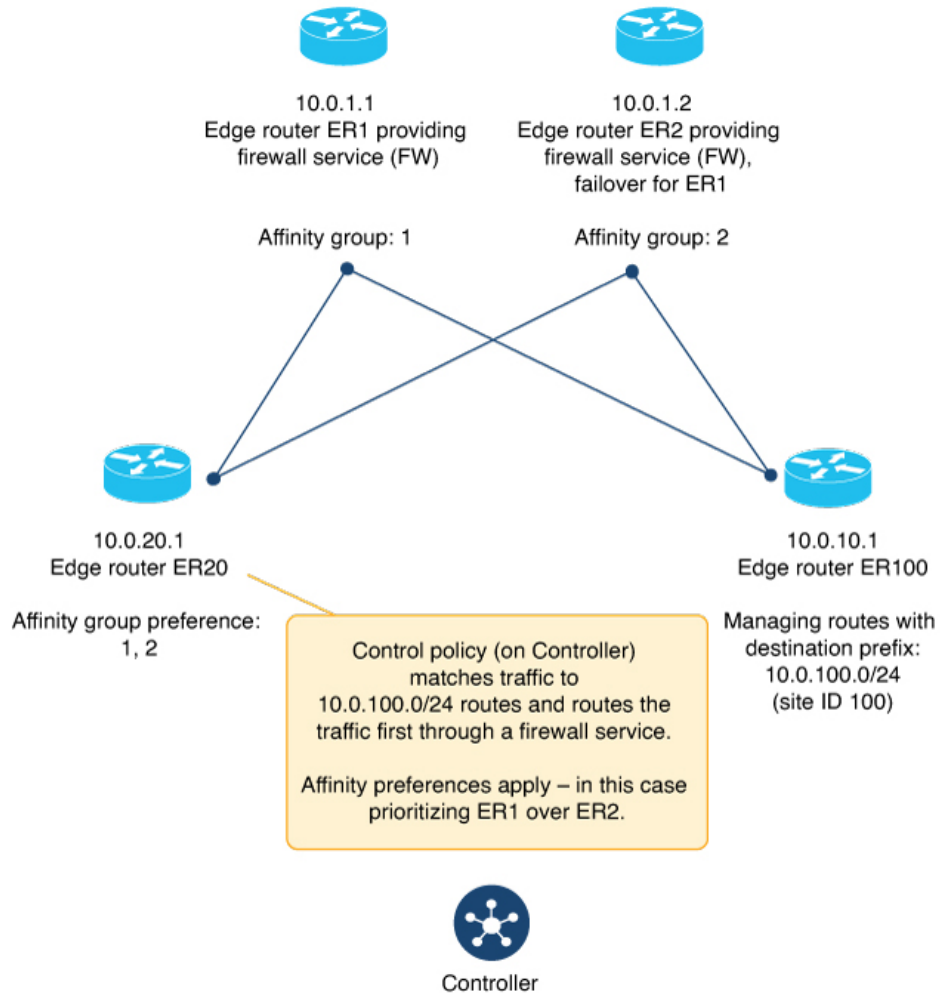 10.0.1.1
Edge router ER1 providing
firewall service (FW)
Affinity group: 1
10.0.1.2
Edge router ER2 providing
firewall service (FW),
failover for ER1
Affinity group: 2
10.0.20.1
Edge router ER20
Affinity group preference:
1, 2
Control policy (on Controller)
matches traffic to
10.0.100.0/24 routes and routes the
traffic first through a firewall service.
Affinity preferences apply – in this case
prioritizing ER1 over ER2.
10.0.10.1
Edge router ER100
Managing routes with
destination prefix:
10.0.100.0/24
(site ID 100)
Controller